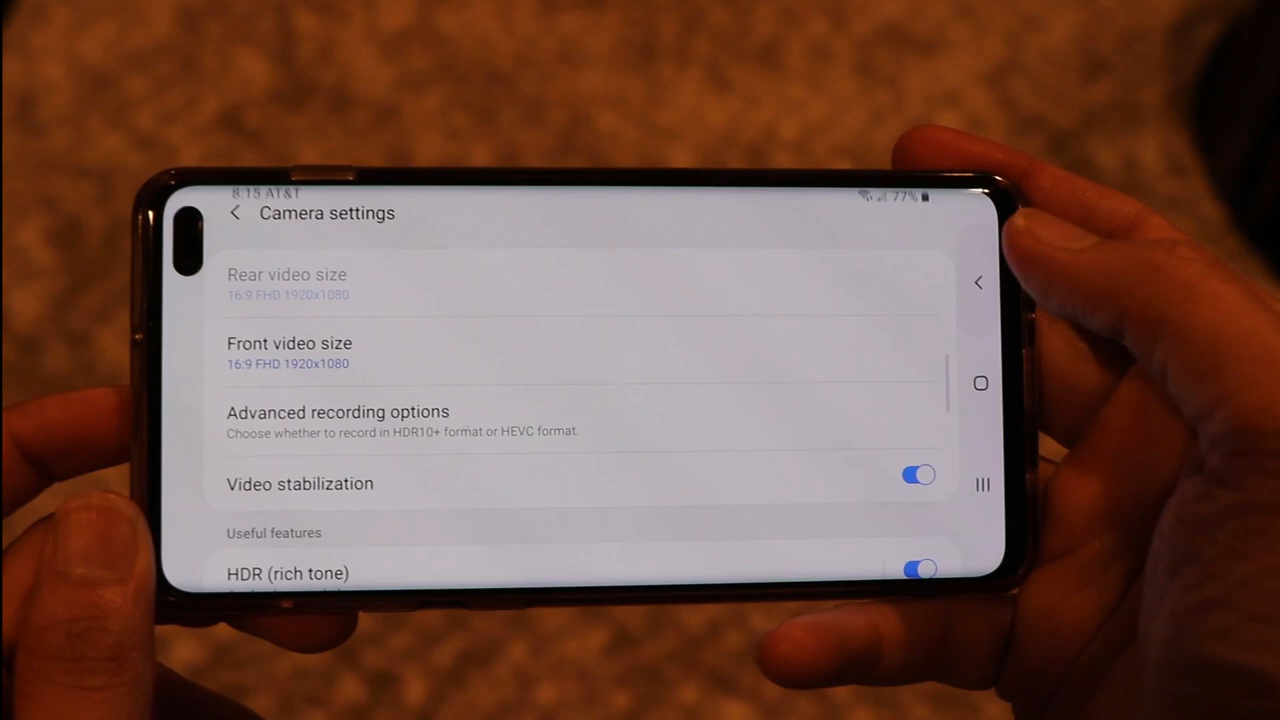 8:15 AT&T
77%
Camera settings
Rear video size
16:9 FHD 1920x1080
Front video size
16:9 FHD 1920x1080
Advanced recording options
Choose whether to record in HDR10+ format or HEVC format.
Video stabilization
Useful features
HDR (rich tone)